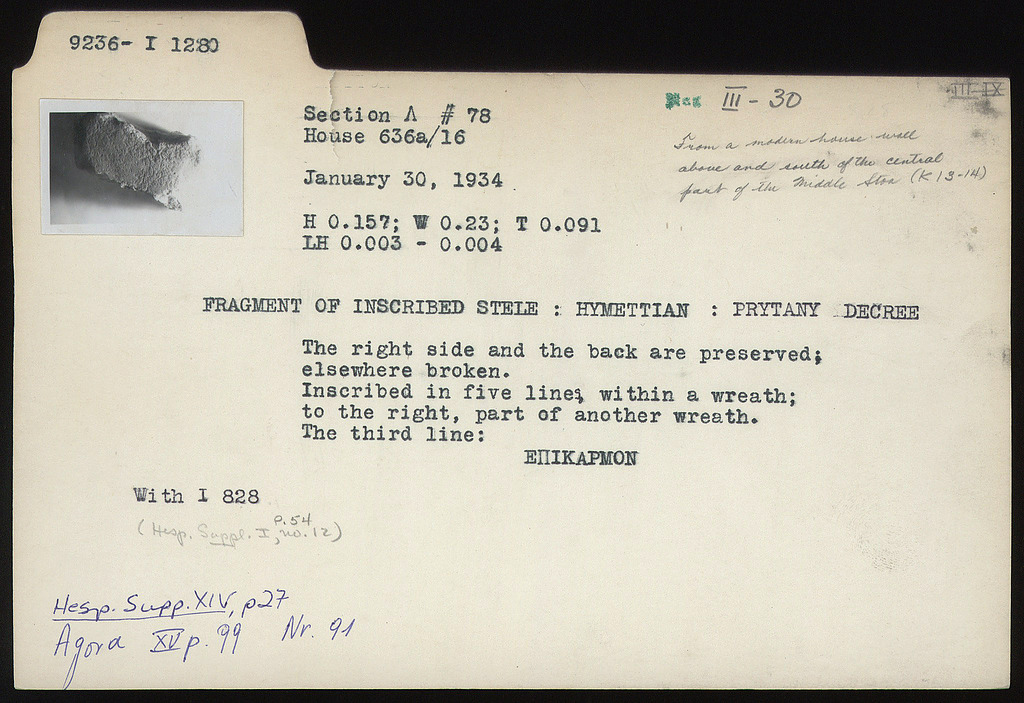 9236- I 1280
III - 30
III-IX
Section Λ # 78
House 636a/16
From a modern house wall
above and south of the central
part of the Middle Stoa (K 13-14)
January 30, 1934
H 0.157; W 0.23; T 0.091
LH 0.003 - 0.004
FRAGMENT OF INSCRIBED STELE : HYMETTIAN : PRYTANY DECREE
The right side and the back are preserved;
elsewhere broken.
Inscribed in five lines, within a wreath;
to the right, part of another wreath.
The third line:
ΕΠΙΚΑΡΜΟΝ
With I 828
(Hesp. Suppl. I, p.54 no. 12)
Hesp. Supp. XIV, p27
Agora XV p. 99 Nr. 91